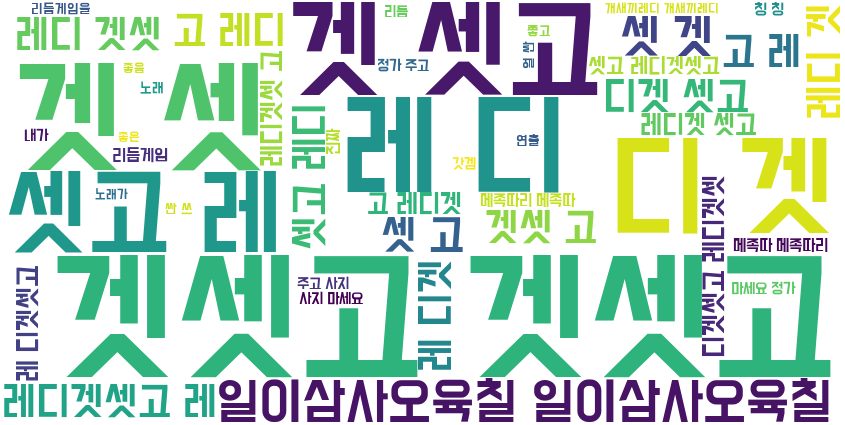 리듬게임을
레디 겟셋
고 레디
겟 셋고
리듬
정가 주고
좋고
개새끼레디 개새끼레디
셋 겟
칭 칭
고 레
레디 겟
겟 셋
좋음
노래
레디겟셋 고
셋고 레디겟셋고
디겟 셋고
레디겟 셋고
내가
좋은
리듬게임
셋고 레디
레 디
연출
갓겜
디 겟
셋고 레
노래가
싼 쓰
고 레디겟
메족따리 메족따
겟셋 고
셋 고
디겟셋고 레디겟셋
메족따 메족따리
레 디겟셋고
겟셋고 겟셋고
주고 사지
사지 마세요
레 디겟
마세요 정가
레디겟셋고 레
일이삼사오육칠 일이삼사오육칠